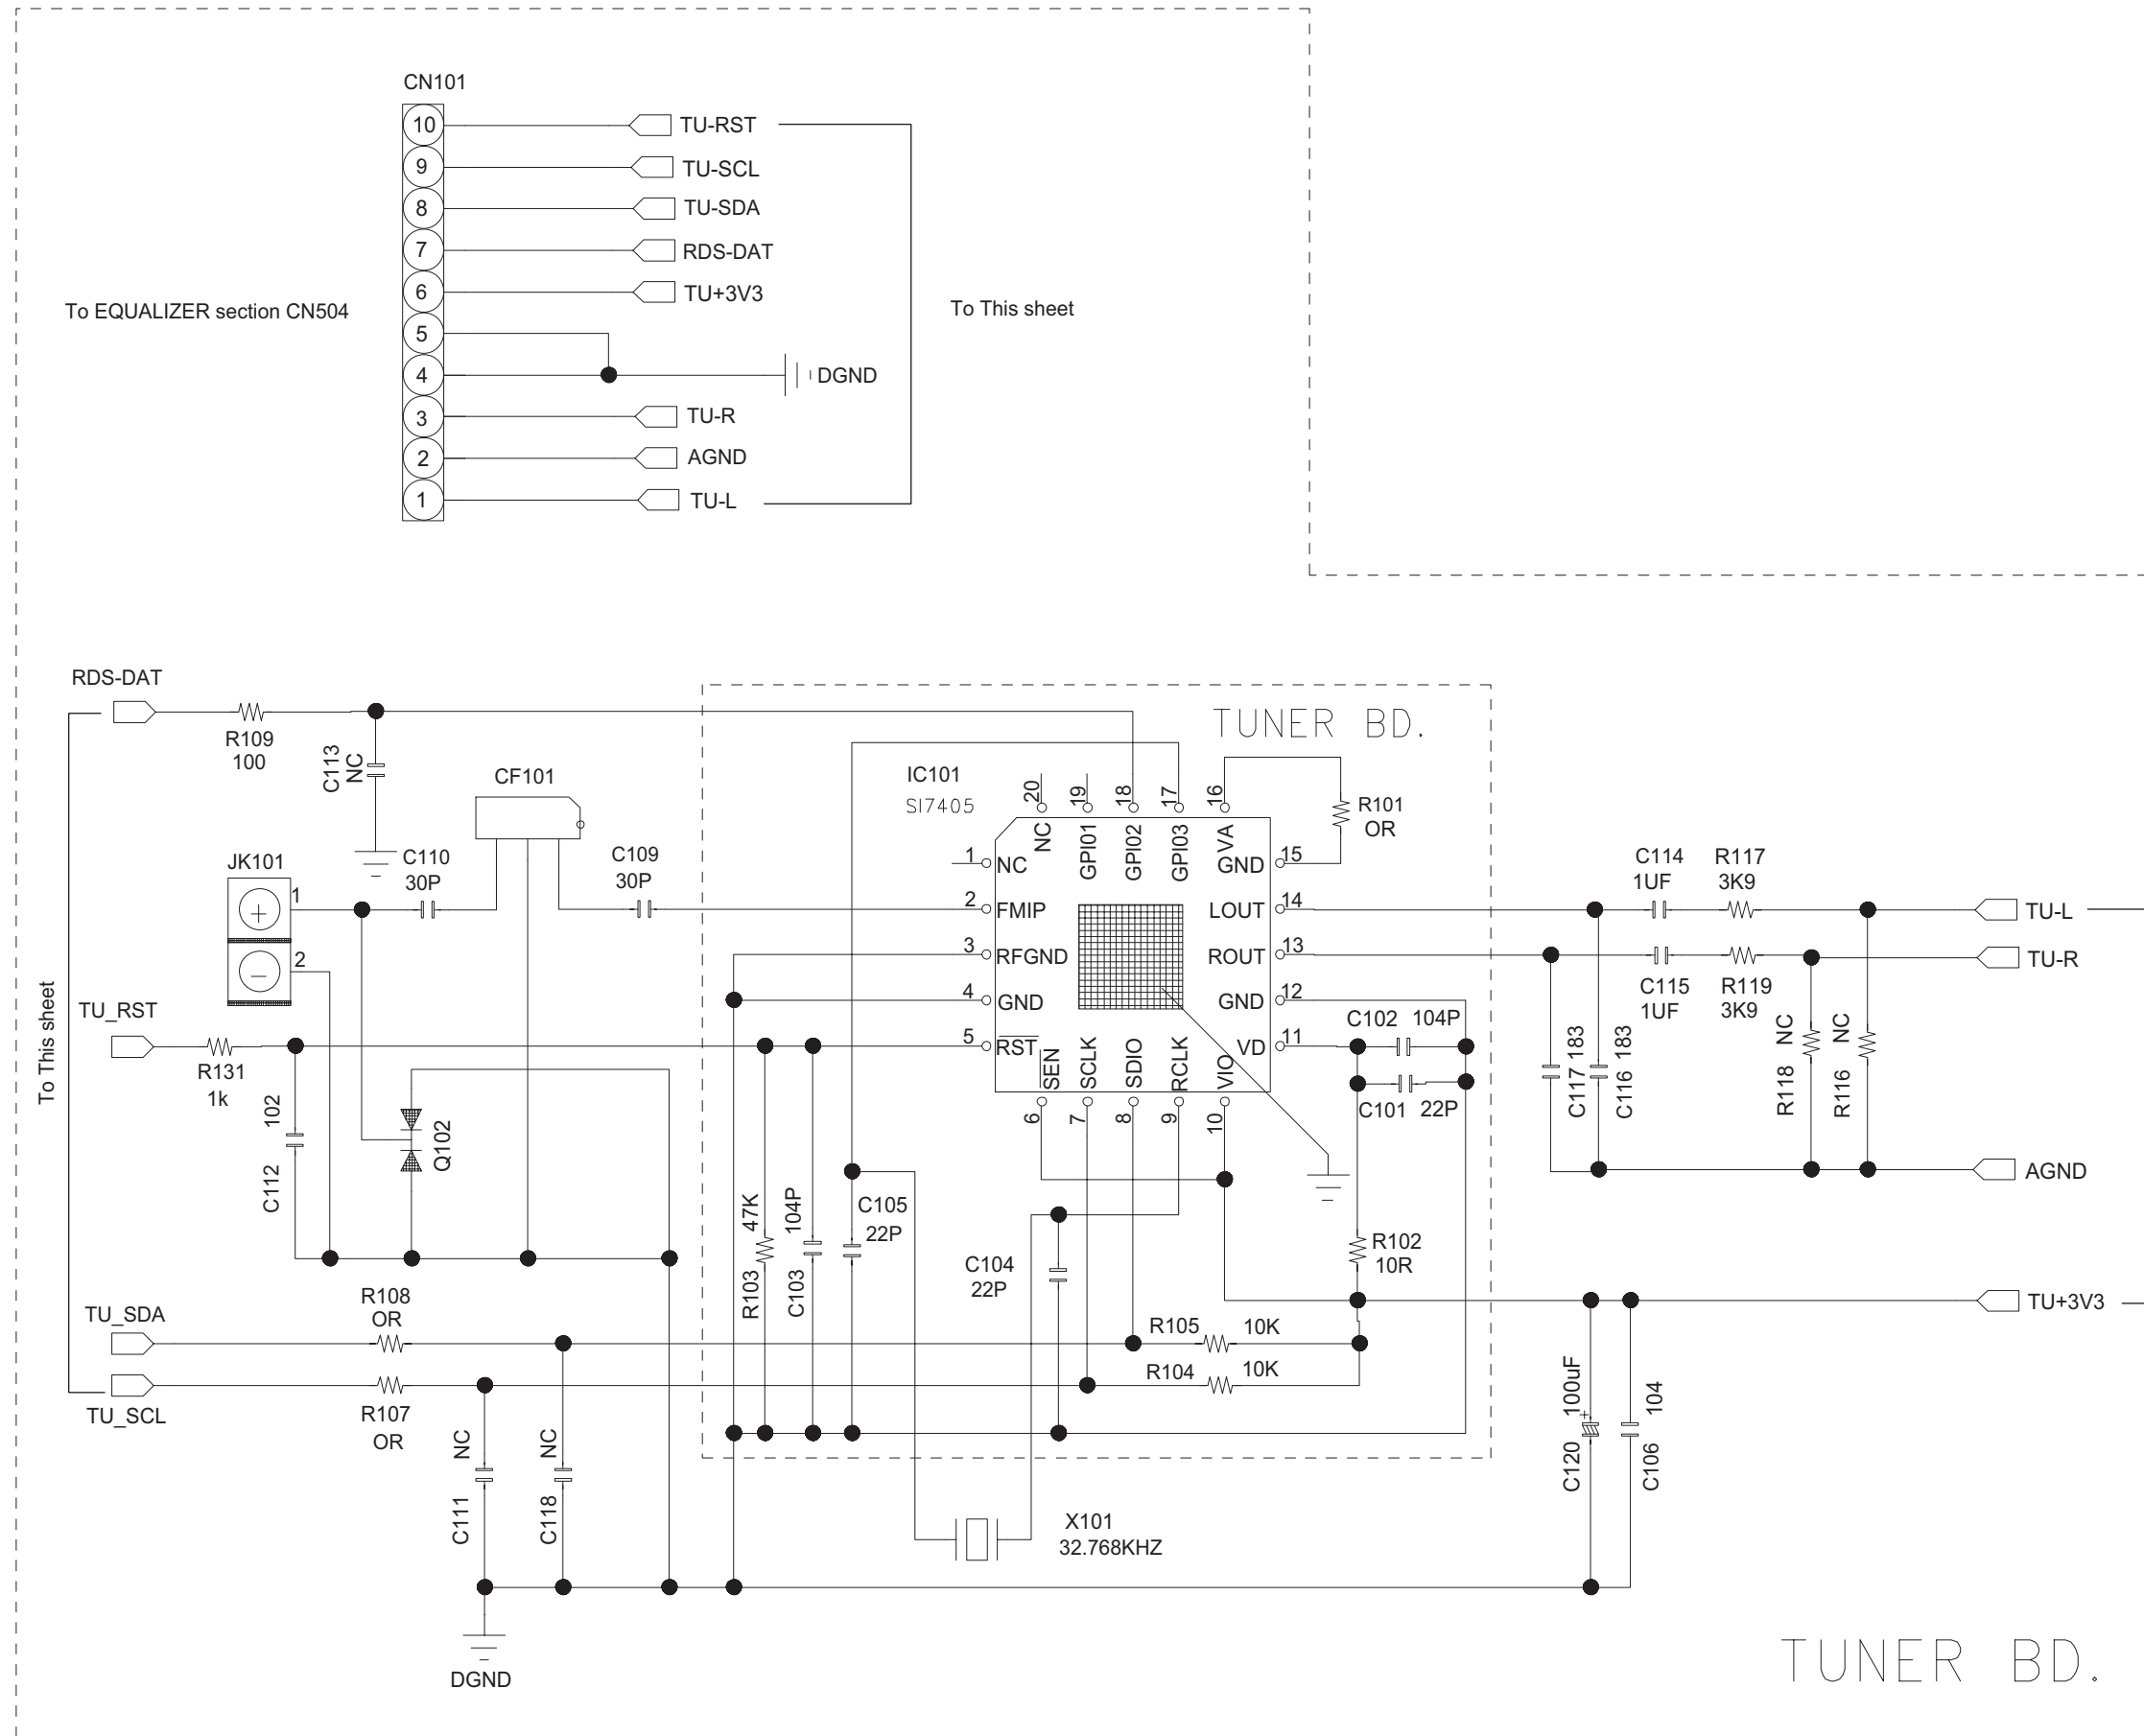 CN101
10
TU-RST
9
TU-SCL
8
TU-SDA
7
RDS-DAT
6
TU+3V3
To EQUALIZER section CN504
To This sheet
5
4
DGND
3
TU-R
2
AGND
1
TU-L
RDS-DAT
R109
100
C113
NC
TUNER BD.
CF101
IC101
SI7405
20
19
18
17
16
R101
OR
NC
GPI01
GPI02
GPI03
VA
JK101
C110
30P
C109
30P
1
NC
GND
15
C114
1UF
R117
3K9
1
+
2
FMIP
LOUT
14
TU-L
2
−
3
RFGND
ROUT
13
TU-R
4
GND
GND
12
C115
1UF
R119
3K9
TU_RST
To This sheet
R131
1k
5
RST
VD
11
C102
104P
SEN
SCLK
SDIO
RCLK
VIO
C101
22P
6
7
8
9
10
C117 183
C116 183
R118 NC
R116 NC
102
C112
Q102
AGND
47K
R103
104P
C103
C105
22P
C104
22P
R102
10R
TU+3V3
TU_SDA
R108
OR
R105
10K
R104
10K
TU_SCL
R107
OR
NC
C111
NC
C118
+
100uF
C120
104
C106
X101
32.768KHZ
DGND
TUNER BD.